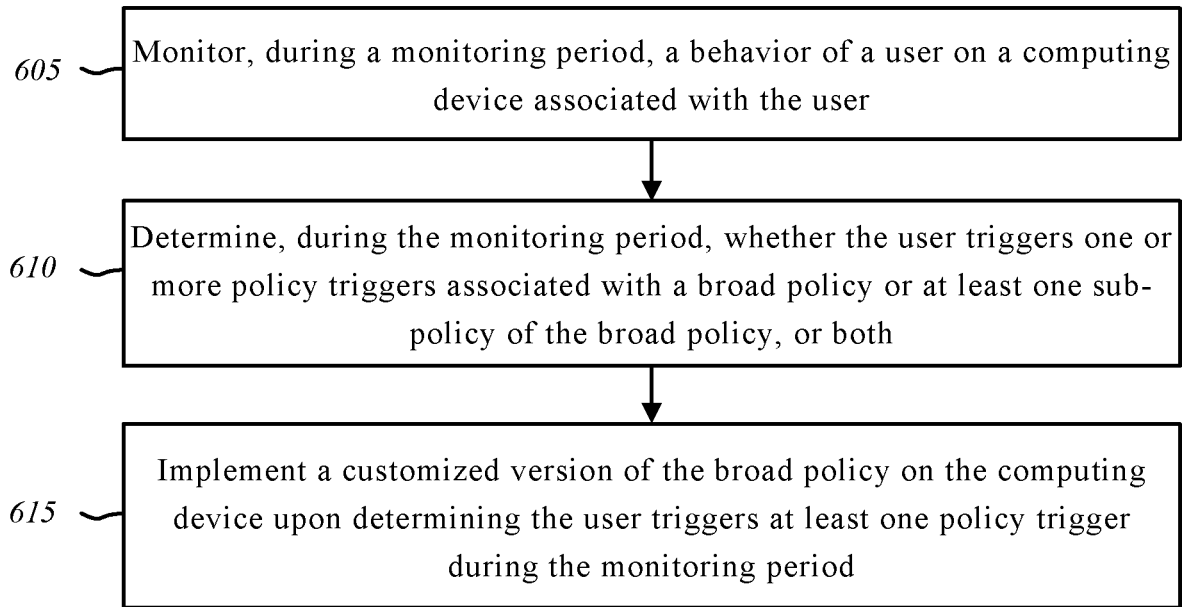 Monitor, during a monitoring period, a behavior of a user on a computing
605
device associated with the user
Determine, during the monitoring period, whether the user triggers one or
610
more policy triggers associated with a broad policy or at least one sub-
policy of the broad policy, or both
Implement a customized version of the broad policy on the computing
615
device upon determining the user triggers at least one policy trigger
during the monitoring period